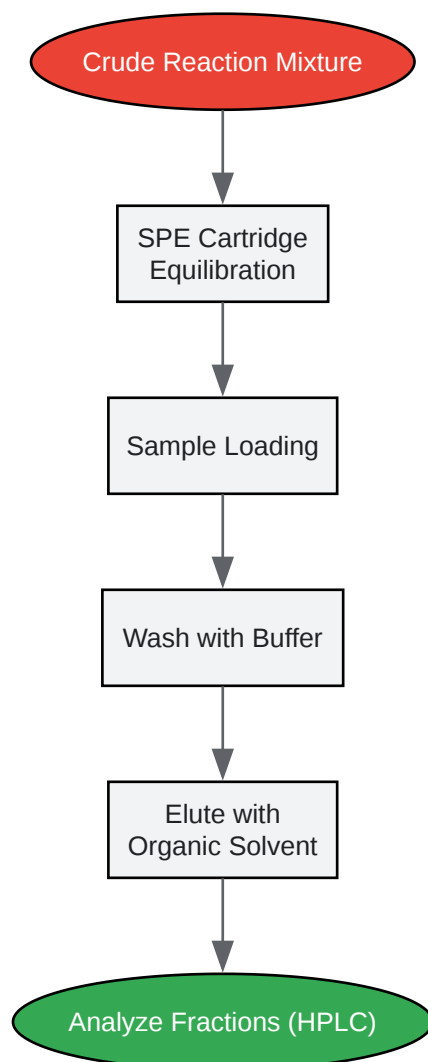 Crude Reaction Mixture
SPE Cartridge
Equilibration
Sample Loading
Wash with Buffer
Elute with
Organic Solvent
Analyze Fractions (HPLC)